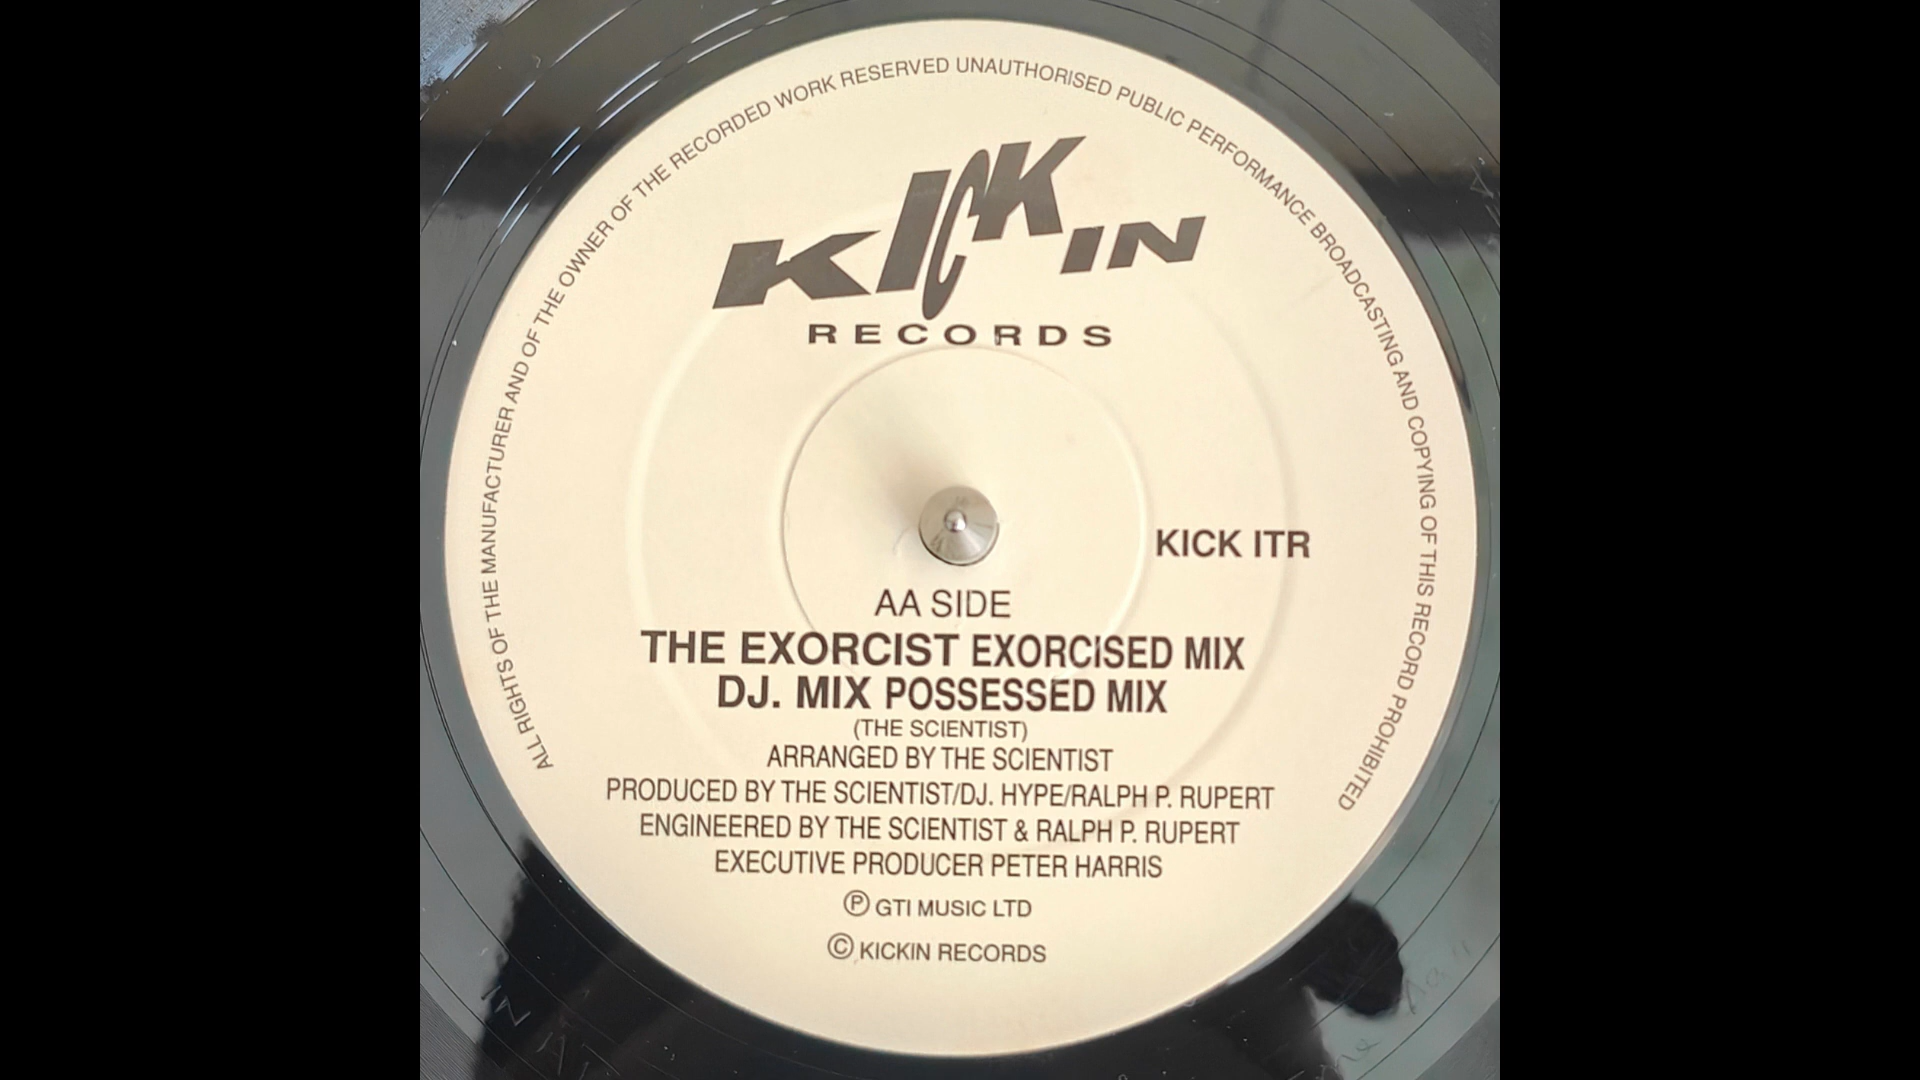 ALL RIGHTS OF THE MANUFACTURER AND OF THE OWNER OF THE RECORDED WORK RESERVED UNAUTHORISED PUBLIC PERFORMANCE BROADCASTING AND COPYING OF THIS RECORD PROHIBITED
KICKIN
RECORDS
KICK ITR
AA SIDE
THE EXORCIST EXORCISED MIX
DJ. MIX POSSESSED MIX
(THE SCIENTIST)
ARRANGED BY THE SCIENTIST
PRODUCED BY THE SCIENTIST/DJ. HYPE/RALPH P. RUPERT
ENGINEERED BY THE SCIENTIST & RALPH P. RUPERT
EXECUTIVE PRODUCER PETER HARRIS
Ⓟ GTI MUSIC LTD
© KICKIN RECORDS